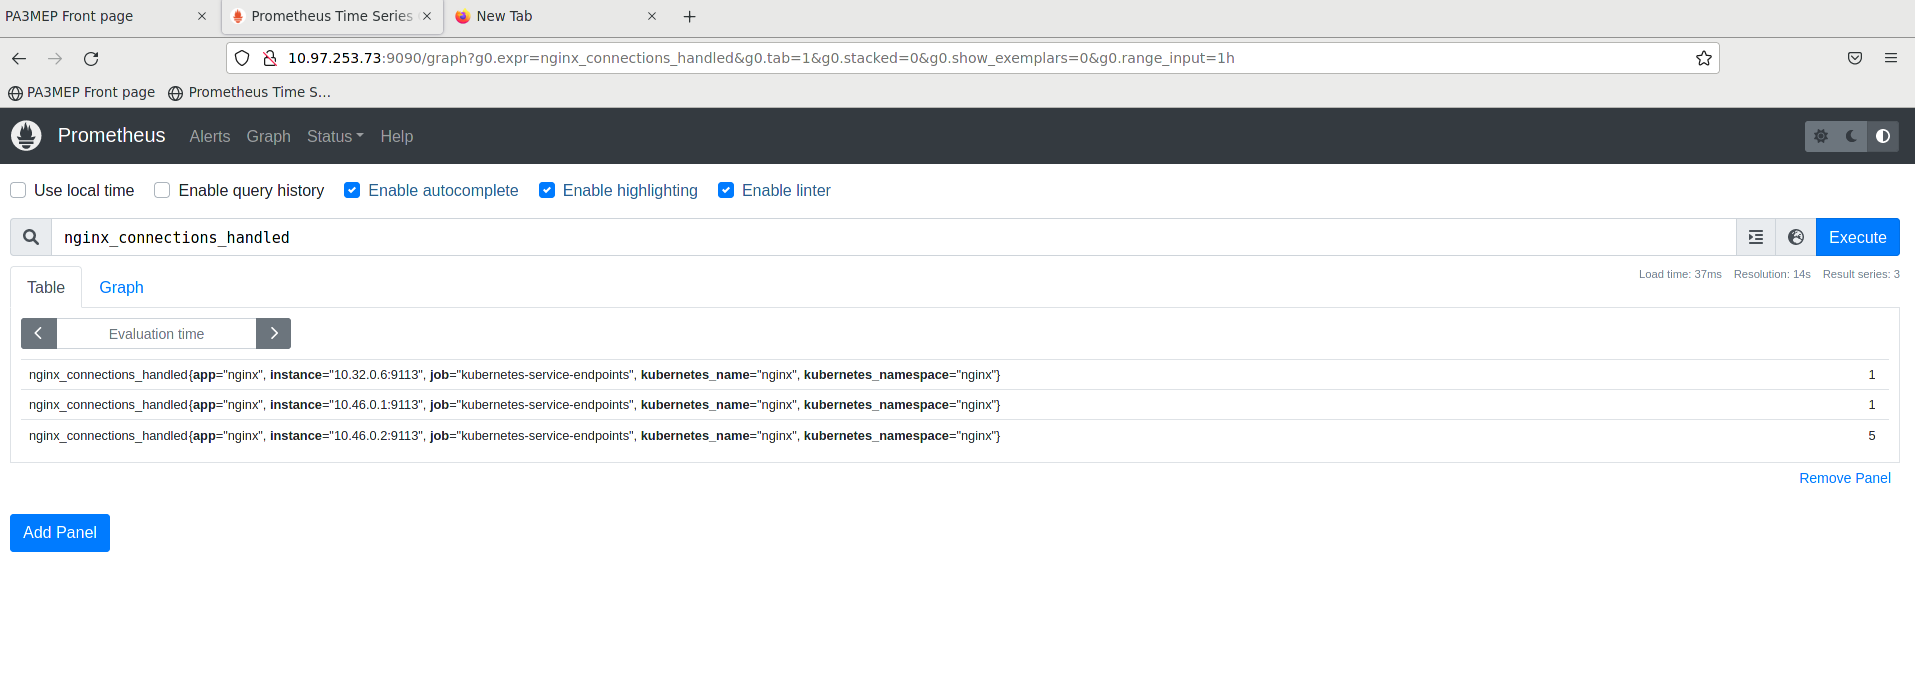 PA3MEP Front page
Prometheus Time Series
New Tab
10.97.253.73:9090/graph?g0.expr=nginx_connections_handled&g0.tab=1&g0.stacked=0&g0.show_exemplars=0&g0.range_input=1h
PA3MEP Front page Prometheus Time S...
Prometheus Alerts Graph Status Help
Use local time Enable query history Enable autocomplete Enable highlighting Enable linter
nginx_connections_handled Execute
Load time: 37ms Resolution: 14s Result series: 3
Table Graph
Evaluation time
nginx_connections_handled{app="nginx", instance="10.32.0.6:9113", job="kubernetes-service-endpoints", kubernetes_name="nginx", kubernetes_namespace="nginx"} 1
nginx_connections_handled{app="nginx", instance="10.46.0.1:9113", job="kubernetes-service-endpoints", kubernetes_name="nginx", kubernetes_namespace="nginx"} 1
nginx_connections_handled{app="nginx", instance="10.46.0.2:9113", job="kubernetes-service-endpoints", kubernetes_name="nginx", kubernetes_namespace="nginx"} 5
Remove Panel
Add Panel